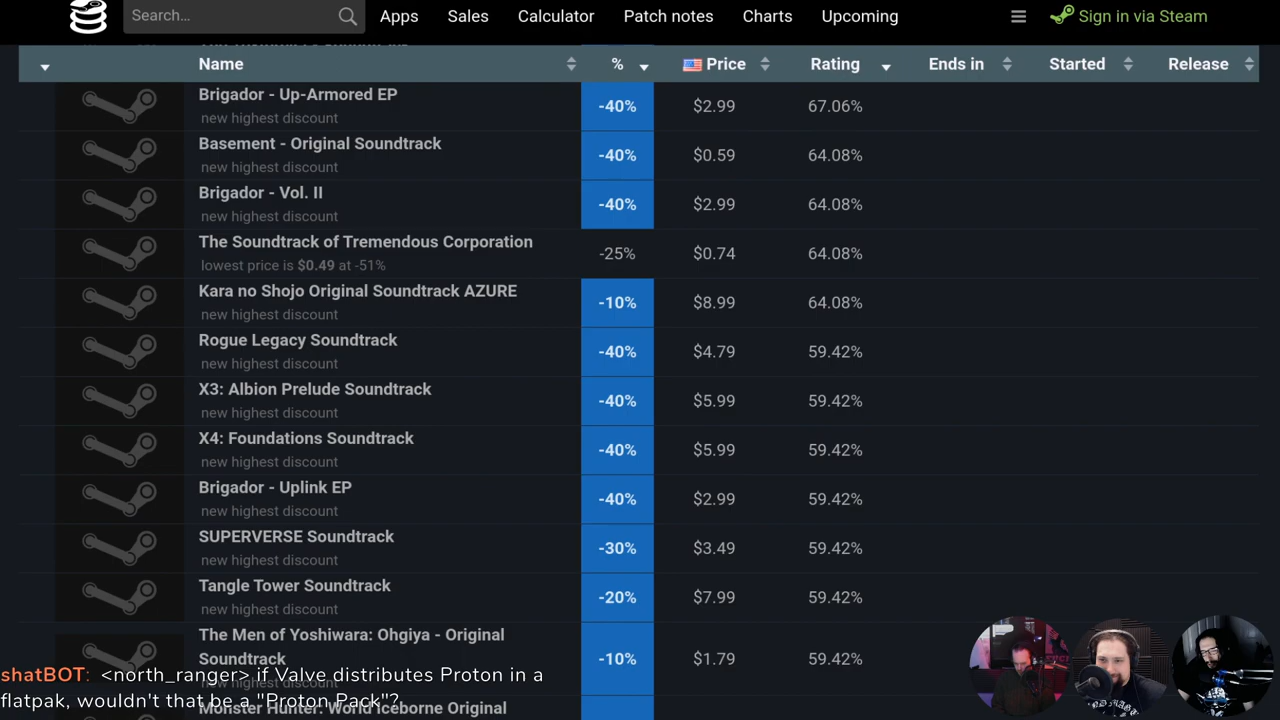 Search...
Apps
Sales
Calculator
Patch notes
Charts
Upcoming
Sign in via Steam
Name
%
Price
Rating
Ends in
Started
Release
Brigador - Up-Armored EP
new highest discount
-40%
$2.99
67.06%
Basement - Original Soundtrack
new highest discount
-40%
$0.59
64.08%
Brigador - Vol. II
new highest discount
-40%
$2.99
64.08%
The Soundtrack of Tremendous Corporation
lowest price is $0.49 at -51%
-25%
$0.74
64.08%
Kara no Shojo Original Soundtrack AZURE
new highest discount
-10%
$8.99
64.08%
Rogue Legacy Soundtrack
new highest discount
-40%
$4.79
59.42%
X3: Albion Prelude Soundtrack
new highest discount
-40%
$5.99
59.42%
X4: Foundations Soundtrack
new highest discount
-40%
$5.99
59.42%
Brigador - Uplink EP
new highest discount
-40%
$2.99
59.42%
SUPERVERSE Soundtrack
new highest discount
-30%
$3.49
59.42%
Tangle Tower Soundtrack
new highest discount
-20%
$7.99
59.42%
The Men of Yoshiwara: Ohgiya - Original
Soundtrack
new highest discount
-10%
$1.79
59.42%
Monster Hunter: World Iceborne Original
shatBOT: <north_ranger> if Valve distributes Proton in a
flatpak, wouldn't that be a "Proton Pack"?